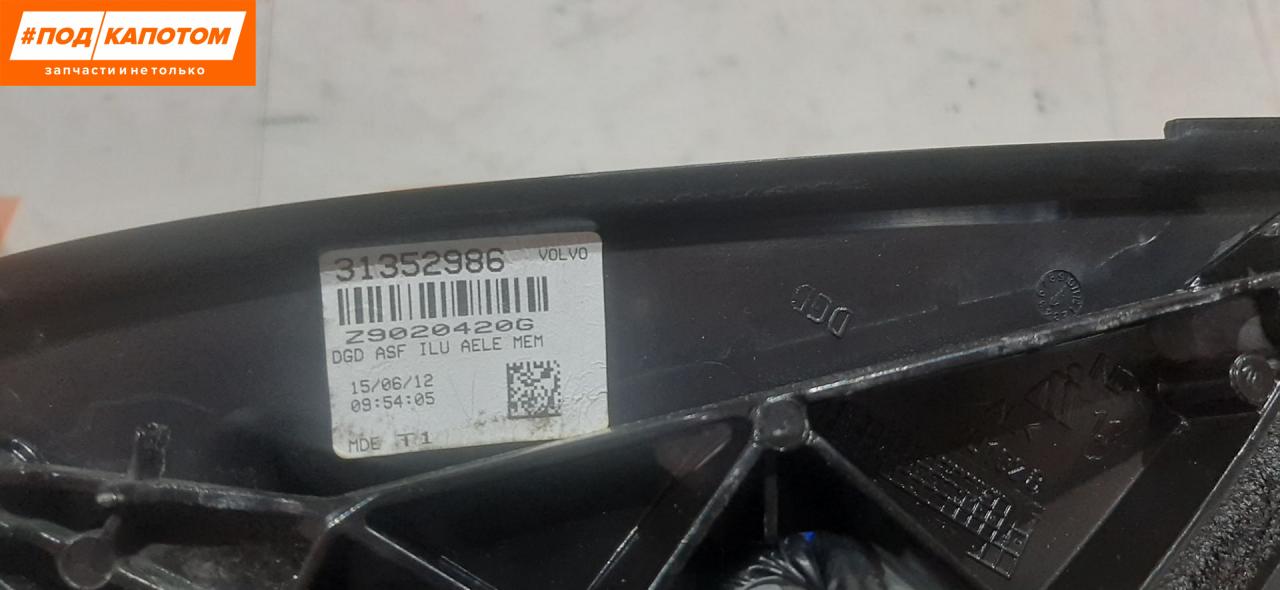 #ПОД КАПОТОМ
запчасти и не только
31352986 VOLVO
Z9020420G
DGD ASF ILU AELE MEM
15/06/12
09:54:05
MDE T1
DGD